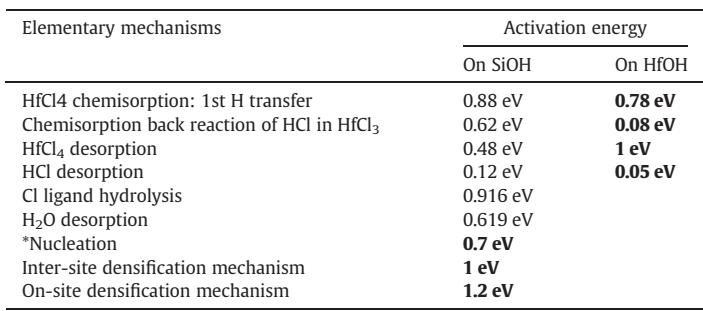 Elementary mechanisms Activation energy
On SiOH On HfOH
HfCl4 chemisorption: 1st H transfer 0.88 eV 0.78 eV
Chemisorption back reaction of HCl in HfCl₃ 0.62 eV 0.08 eV
HfCl₄ desorption 0.48 eV 1 eV
HCl desorption 0.12 eV 0.05 eV
Cl ligand hydrolysis 0.916 eV
H₂O desorption 0.619 eV
*Nucleation 0.7 eV
Inter-site densification mechanism 1 eV
On-site densification mechanism 1.2 eV